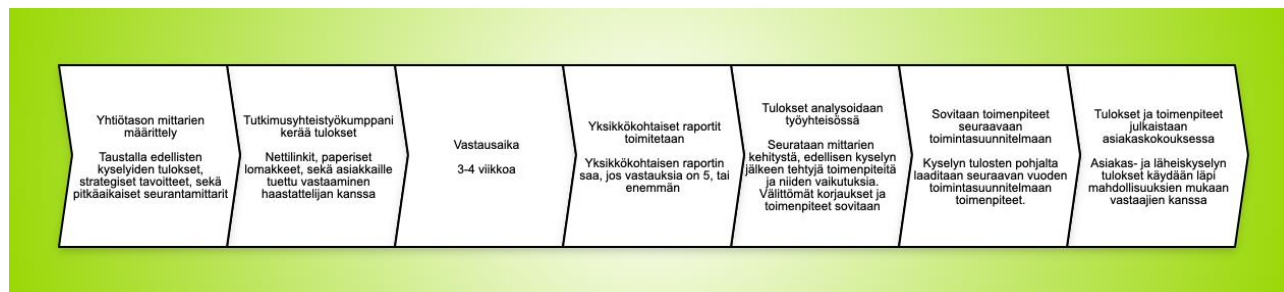 Yhtiötason mittarien
määrittely
Taustalla edellisten
kyselyiden tulokset,
strategiset tavoitteet, sekä
pitkäaikaiset seurantamittarit
Tutkimusyhteistyökumppani
kerää tulokset
Nettilinkit, paperiset
lomakkeet, sekä asiakkaille
tuettu vastaaminen
haastattelijan kanssa
Vastausaika
3-4 viikkoa
Yksikkökohtaiset raportit
toimitetaan
Yksikkökohtaisen raportin
saa, jos vastauksia on 5, tai
enemmän
Tulokset analysoidaan
työyhteisössä
Seurataan mittarien
kehitystä, edellisen kyselyn
jälkeen tehtyjä toimenpiteitä
ja niiden vaikutuksia.
Välittömät korjaukset ja
toimenpiteet sovitaan
Sovitaan toimenpiteet
seuraavaan
toimintasuunnitelmaan
Kyselyn tulosten pohjalta
laaditaan seuraavan vuoden
toimintasuunnitelmaan
toimenpiteet.
Tulokset ja toimenpiteet
julkaistaan
asiakaskokouksessa
Asiakas- ja läheiskyselyn
tulokset käydään läpi
mahdollisuuksien mukaan
vastaajien kanssa